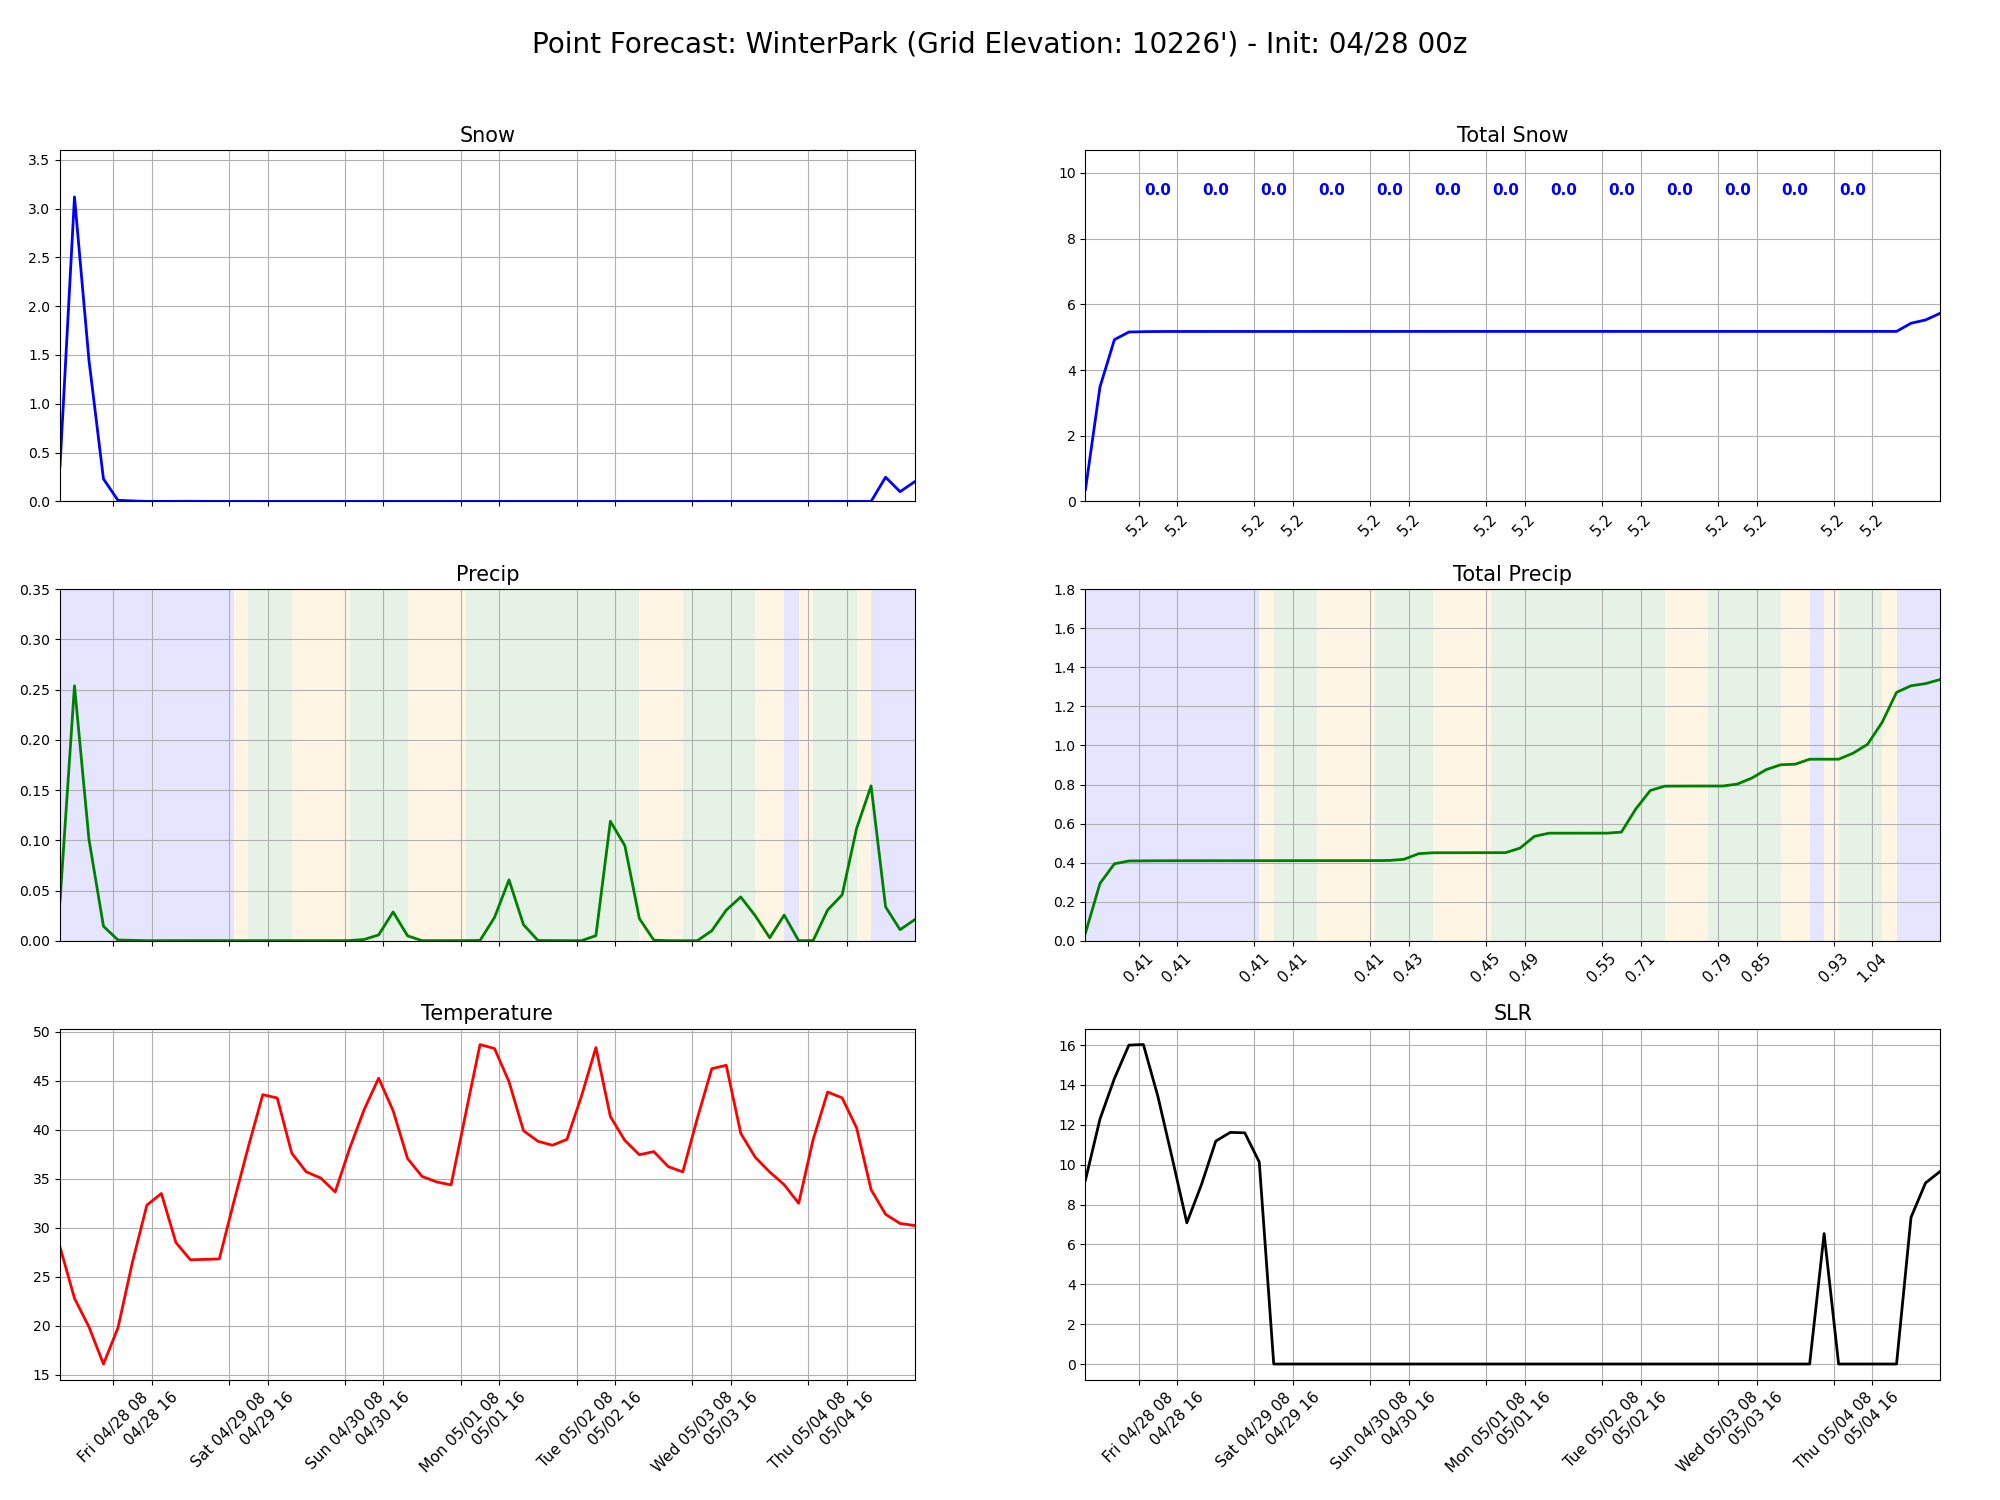 Point Forecast: WinterPark (Grid Elevation: 10226') - Init: 04/28 00z
Snow
3.5
3.0
2.5
2.0
1.5
1.0
0.5
0.0
Total Snow
10
8
6
4
2
0
0.0 0.0 0.0 0.0 0.0 0.0 0.0 0.0 0.0 0.0 0.0 0.0 0.0
5.2 5.2 5.2 5.2 5.2 5.2 5.2 5.2 5.2 5.2 5.2 5.2 5.2 5.2
Precip
0.35
0.30
0.25
0.20
0.15
0.10
0.05
0.00
Total Precip
1.8
1.6
1.4
1.2
1.0
0.8
0.6
0.4
0.2
0.0
0.41 0.41 0.41 0.41 0.41 0.43 0.45 0.49 0.55 0.71 0.79 0.85 0.93 1.04
Temperature
50
45
40
35
30
25
20
15
Fri 04/28 08
04/28 16
Sat 04/29 08
04/29 16
Sun 04/30 08
04/30 16
Mon 05/01 08
05/01 16
Tue 05/02 08
05/02 16
Wed 05/03 08
05/03 16
Thu 05/04 08
05/04 16
SLR
16
14
12
10
8
6
4
2
0
Fri 04/28 08
04/28 16
Sat 04/29 08
04/29 16
Sun 04/30 08
04/30 16
Mon 05/01 08
05/01 16
Tue 05/02 08
05/02 16
Wed 05/03 08
05/03 16
Thu 05/04 08
05/04 16